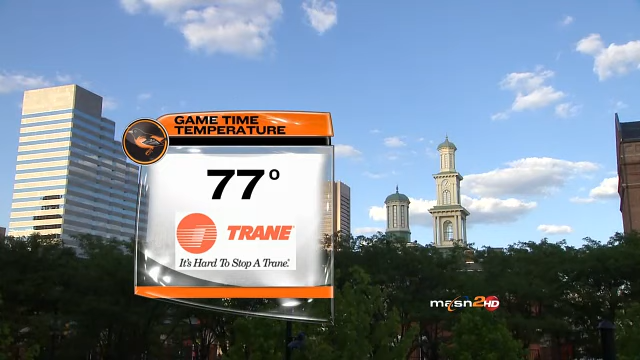 GAME TIME
TEMPERATURE
77°
TRANE
It's Hard To Stop A Trane.
masn2HD